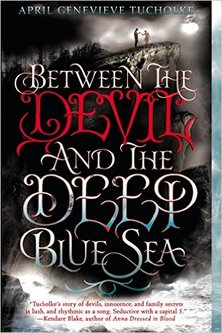 APRIL GENEVIEVE TUCHOLKE
BETWEEN THE
DEVIL
AND THE
DEEP
BLUE SEA
"Tucholke's story of devils, innocence, and family secrets
is lush, and rhythmic as a song. Seductive with a capital S."
—Kendare Blake, author of Anna Dressed in Blood